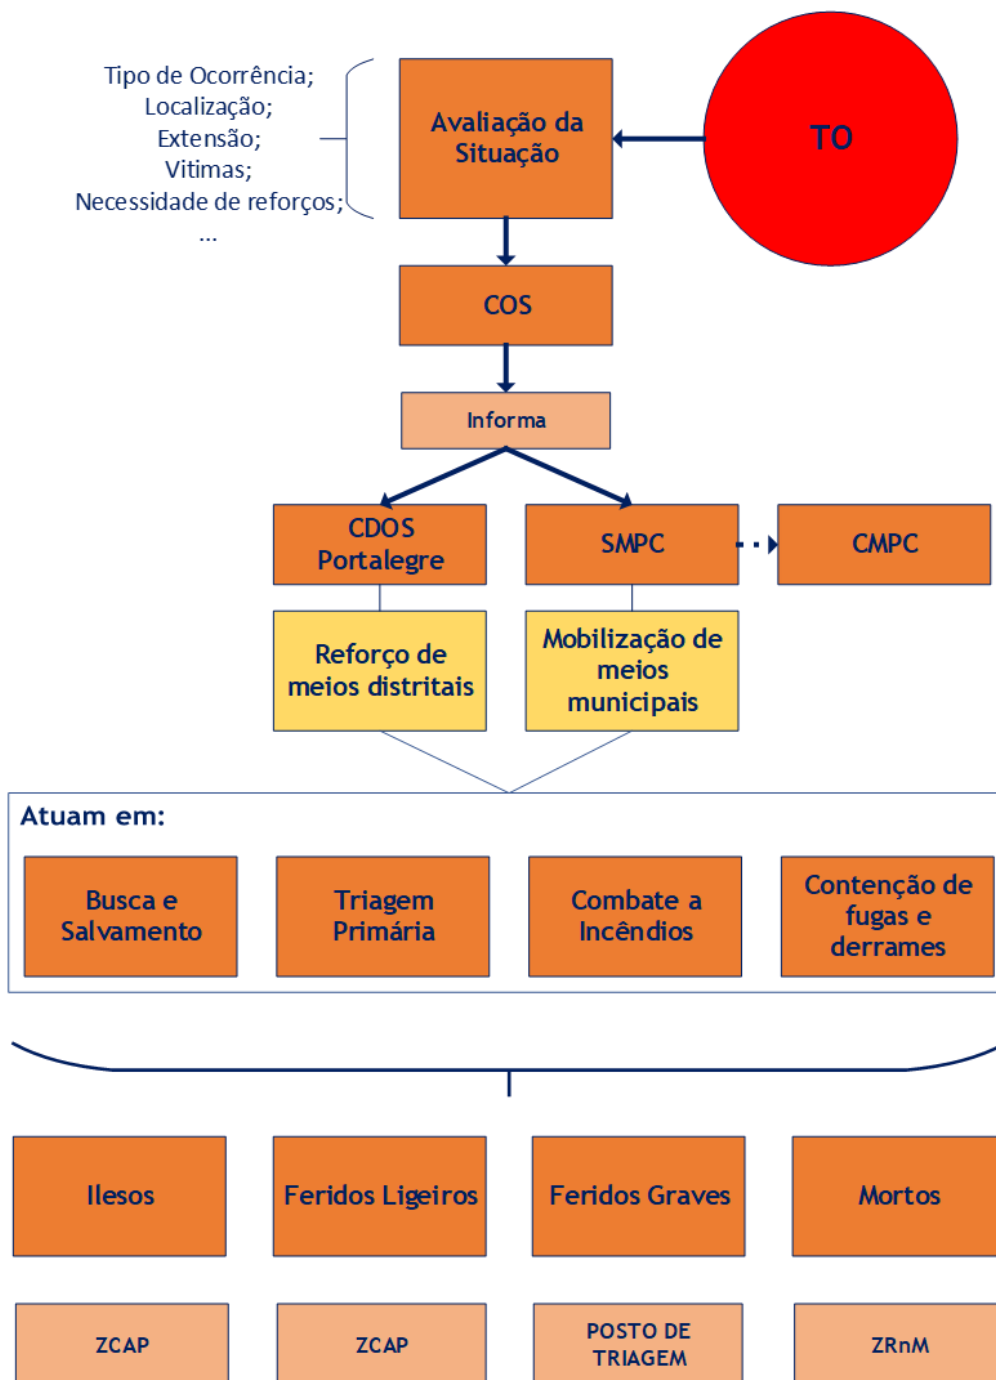 Tipo de Ocorrência;
Localização;
Extensão;
Vitimas;
Necessidade de reforços;
...
Avaliação da
Situação
TO
COS
Informa
CDOS
Portalegre
SMPC
CMPC
Reforço de
meios distritais
Mobilização de
meios
municipais
Atuam em:
Busca e
Salvamento
Triagem
Primária
Combate a
Incêndios
Contenção de
fugas e
derrames
Ilesos
Feridos Ligeiros
Feridos Graves
Mortos
ZCAP
ZCAP
POSTO DE
TRIAGEM
ZRnM